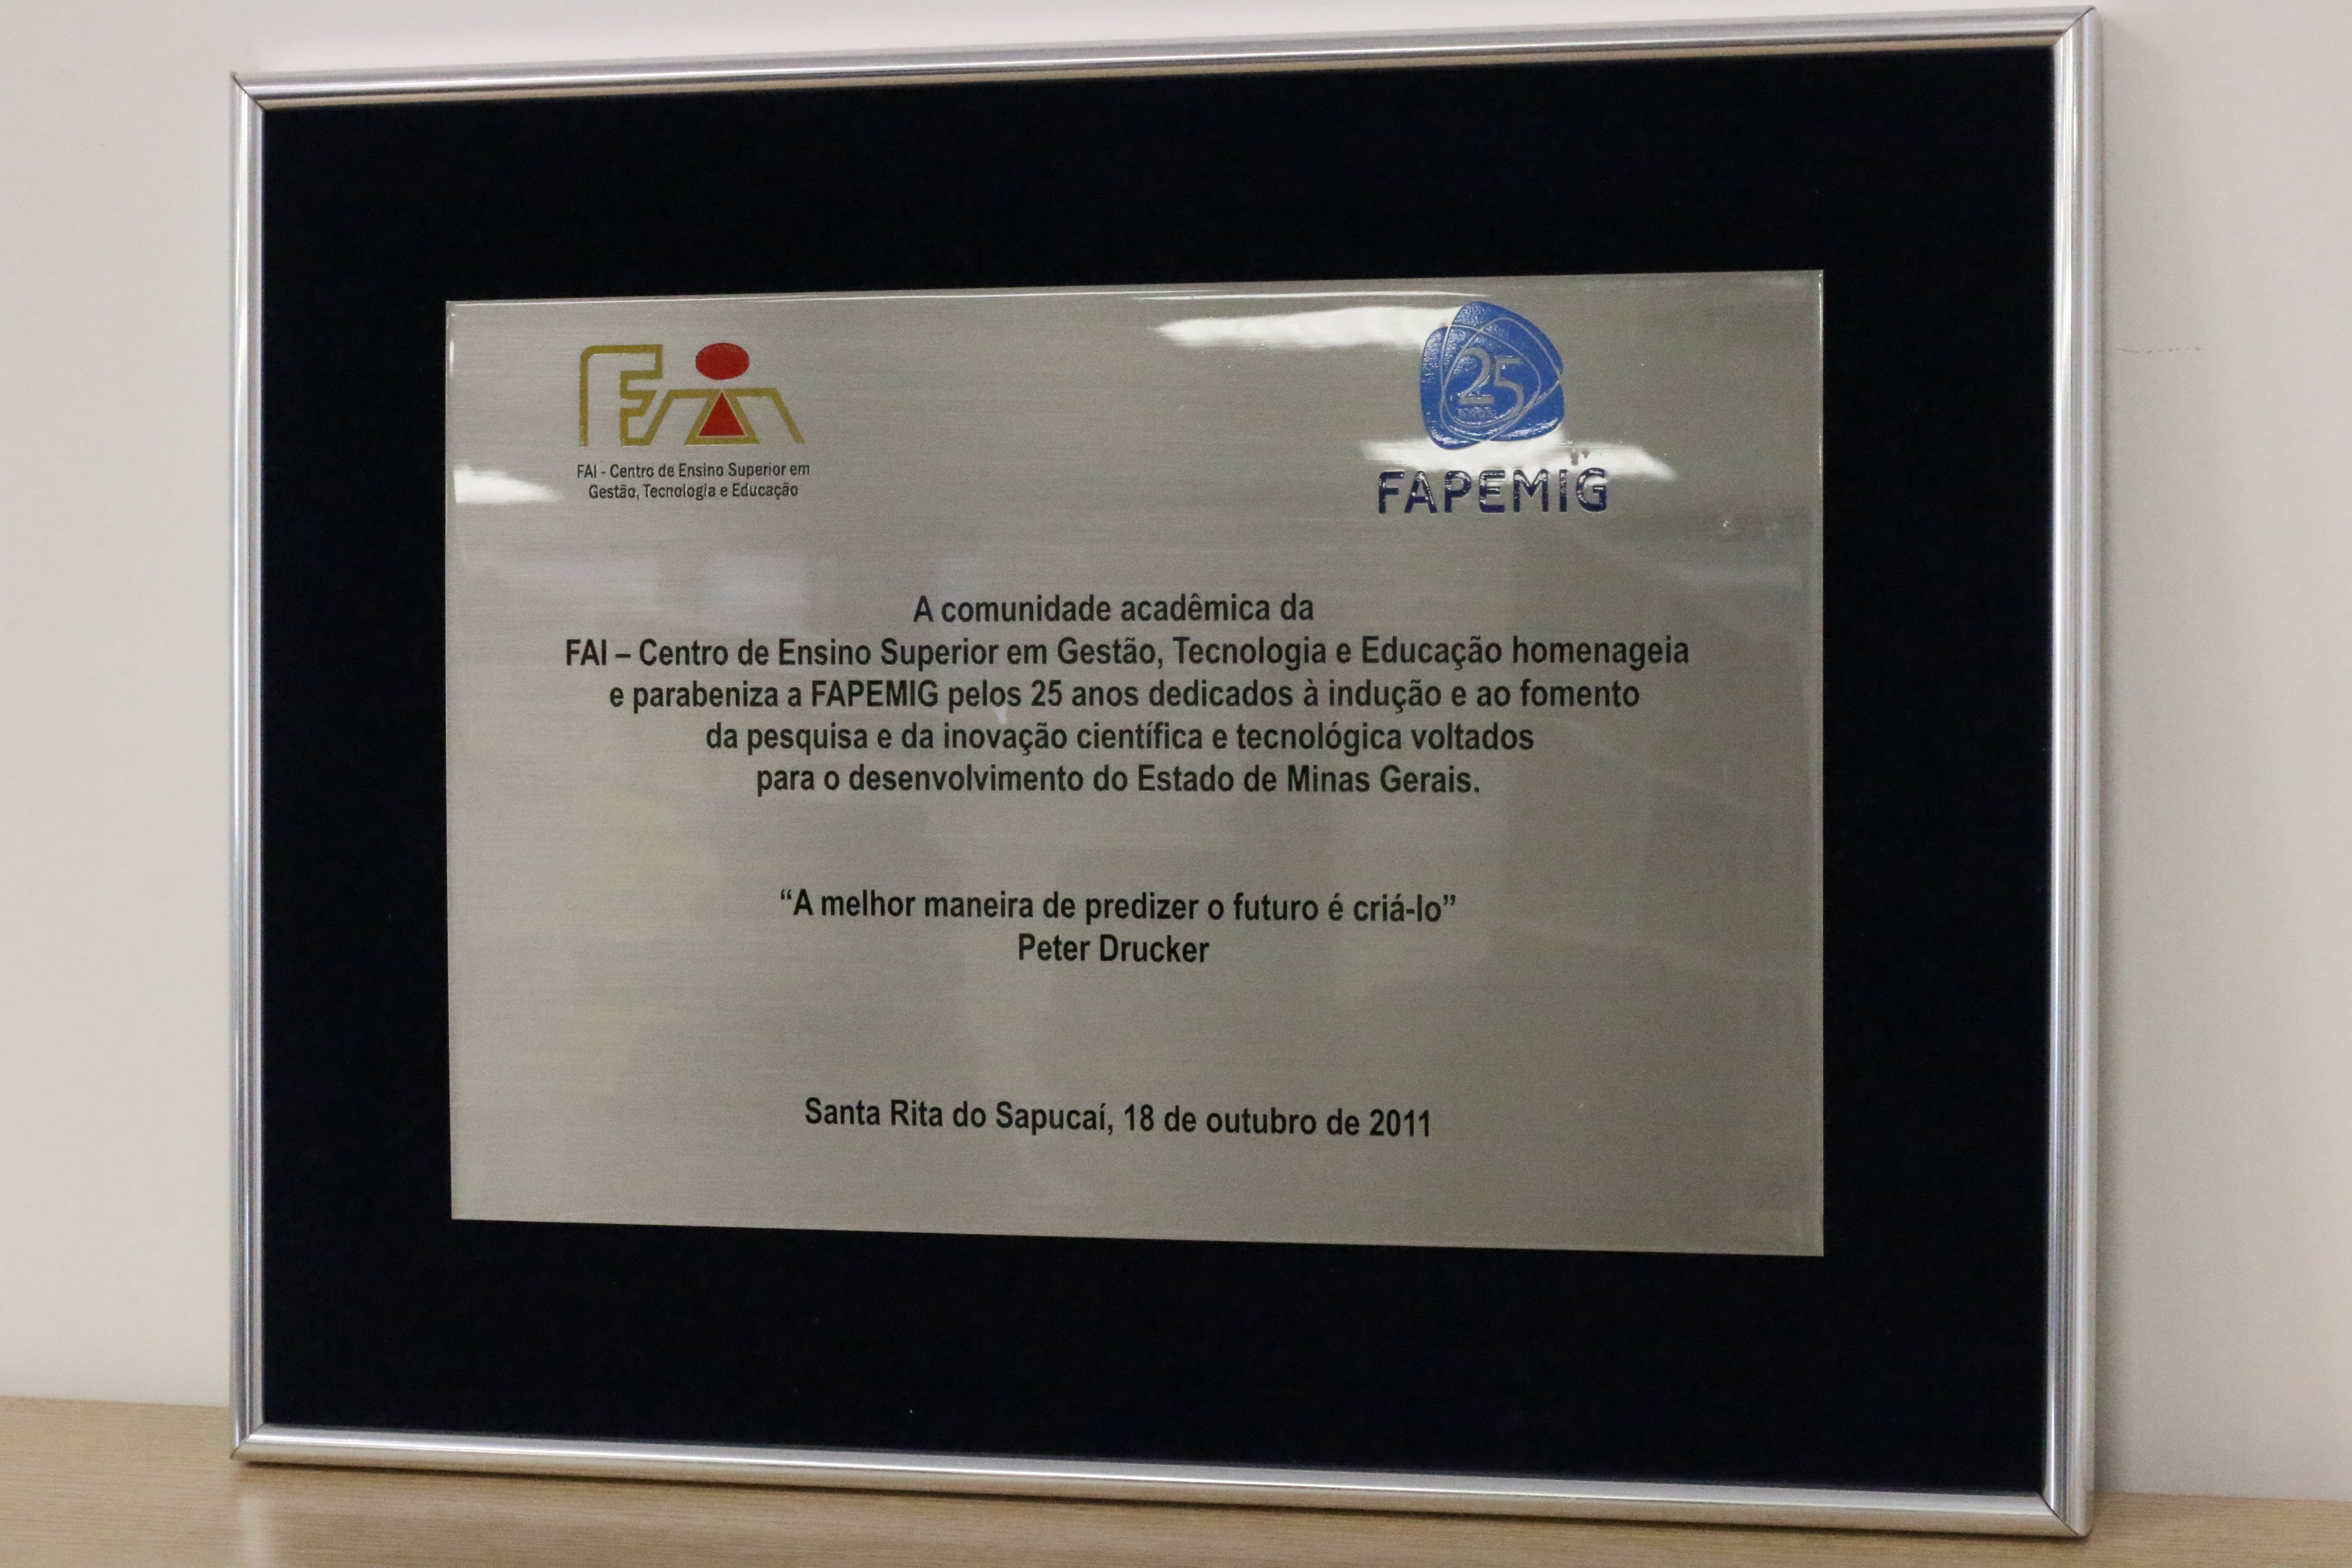 FAI
FAI - Centro de Ensino Superior em
Gestão, Tecnologia e Educação
25
anos
FAPEMIG
A comunidade acadêmica da
FAI – Centro de Ensino Superior em Gestão, Tecnologia e Educação homenageia
e parabeniza a FAPEMIG pelos 25 anos dedicados à indução e ao fomento
da pesquisa e da inovação científica e tecnológica voltados
para o desenvolvimento do Estado de Minas Gerais.
“A melhor maneira de predizer o futuro é criá-lo”
Peter Drucker
Santa Rita do Sapucaí, 18 de outubro de 2011